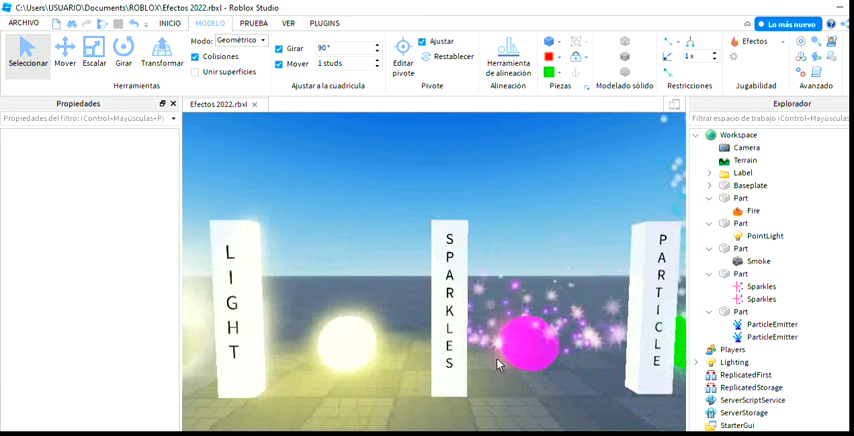 C:\Users\USUARIO\Documents\ROBLOX\Efectos 2022.rbxl - Roblox Studio
ARCHIVO INICIO MODELO PRUEBA VER PLUGINS Lo más nuevo
Seleccionar Mover Escalar Girar Transformar
Modo: Geométrico
Colisiones
Unir superficies
Herramientas
Girar 90°
Mover 1 studs
Ajustar a la cuadrícula
Editar pivote
Ajustar
Restablecer
Pivote
Herramienta de alineación
Alineación
Piezas
Modelado sólido
1x
Restricciones
Efectos
Jugabilidad
Avanzado
Propiedades
Propiedades del filtro: (Control+Mayúsculas+P)
Efectos 2022.rbxl
LIGHT
SPARKLES
PARTICLE
Explorador
Filtrar espacio de trabajo (Control+Mayúsculas
Workspace
Camera
Terrain
Label
Baseplate
Part
Fire
Part
PointLight
Part
Smoke
Part
Sparkles
Sparkles
Part
ParticleEmitter
ParticleEmitter
Players
Lighting
ReplicatedFirst
ReplicatedStorage
ServerScriptService
ServerStorage
StarterGui